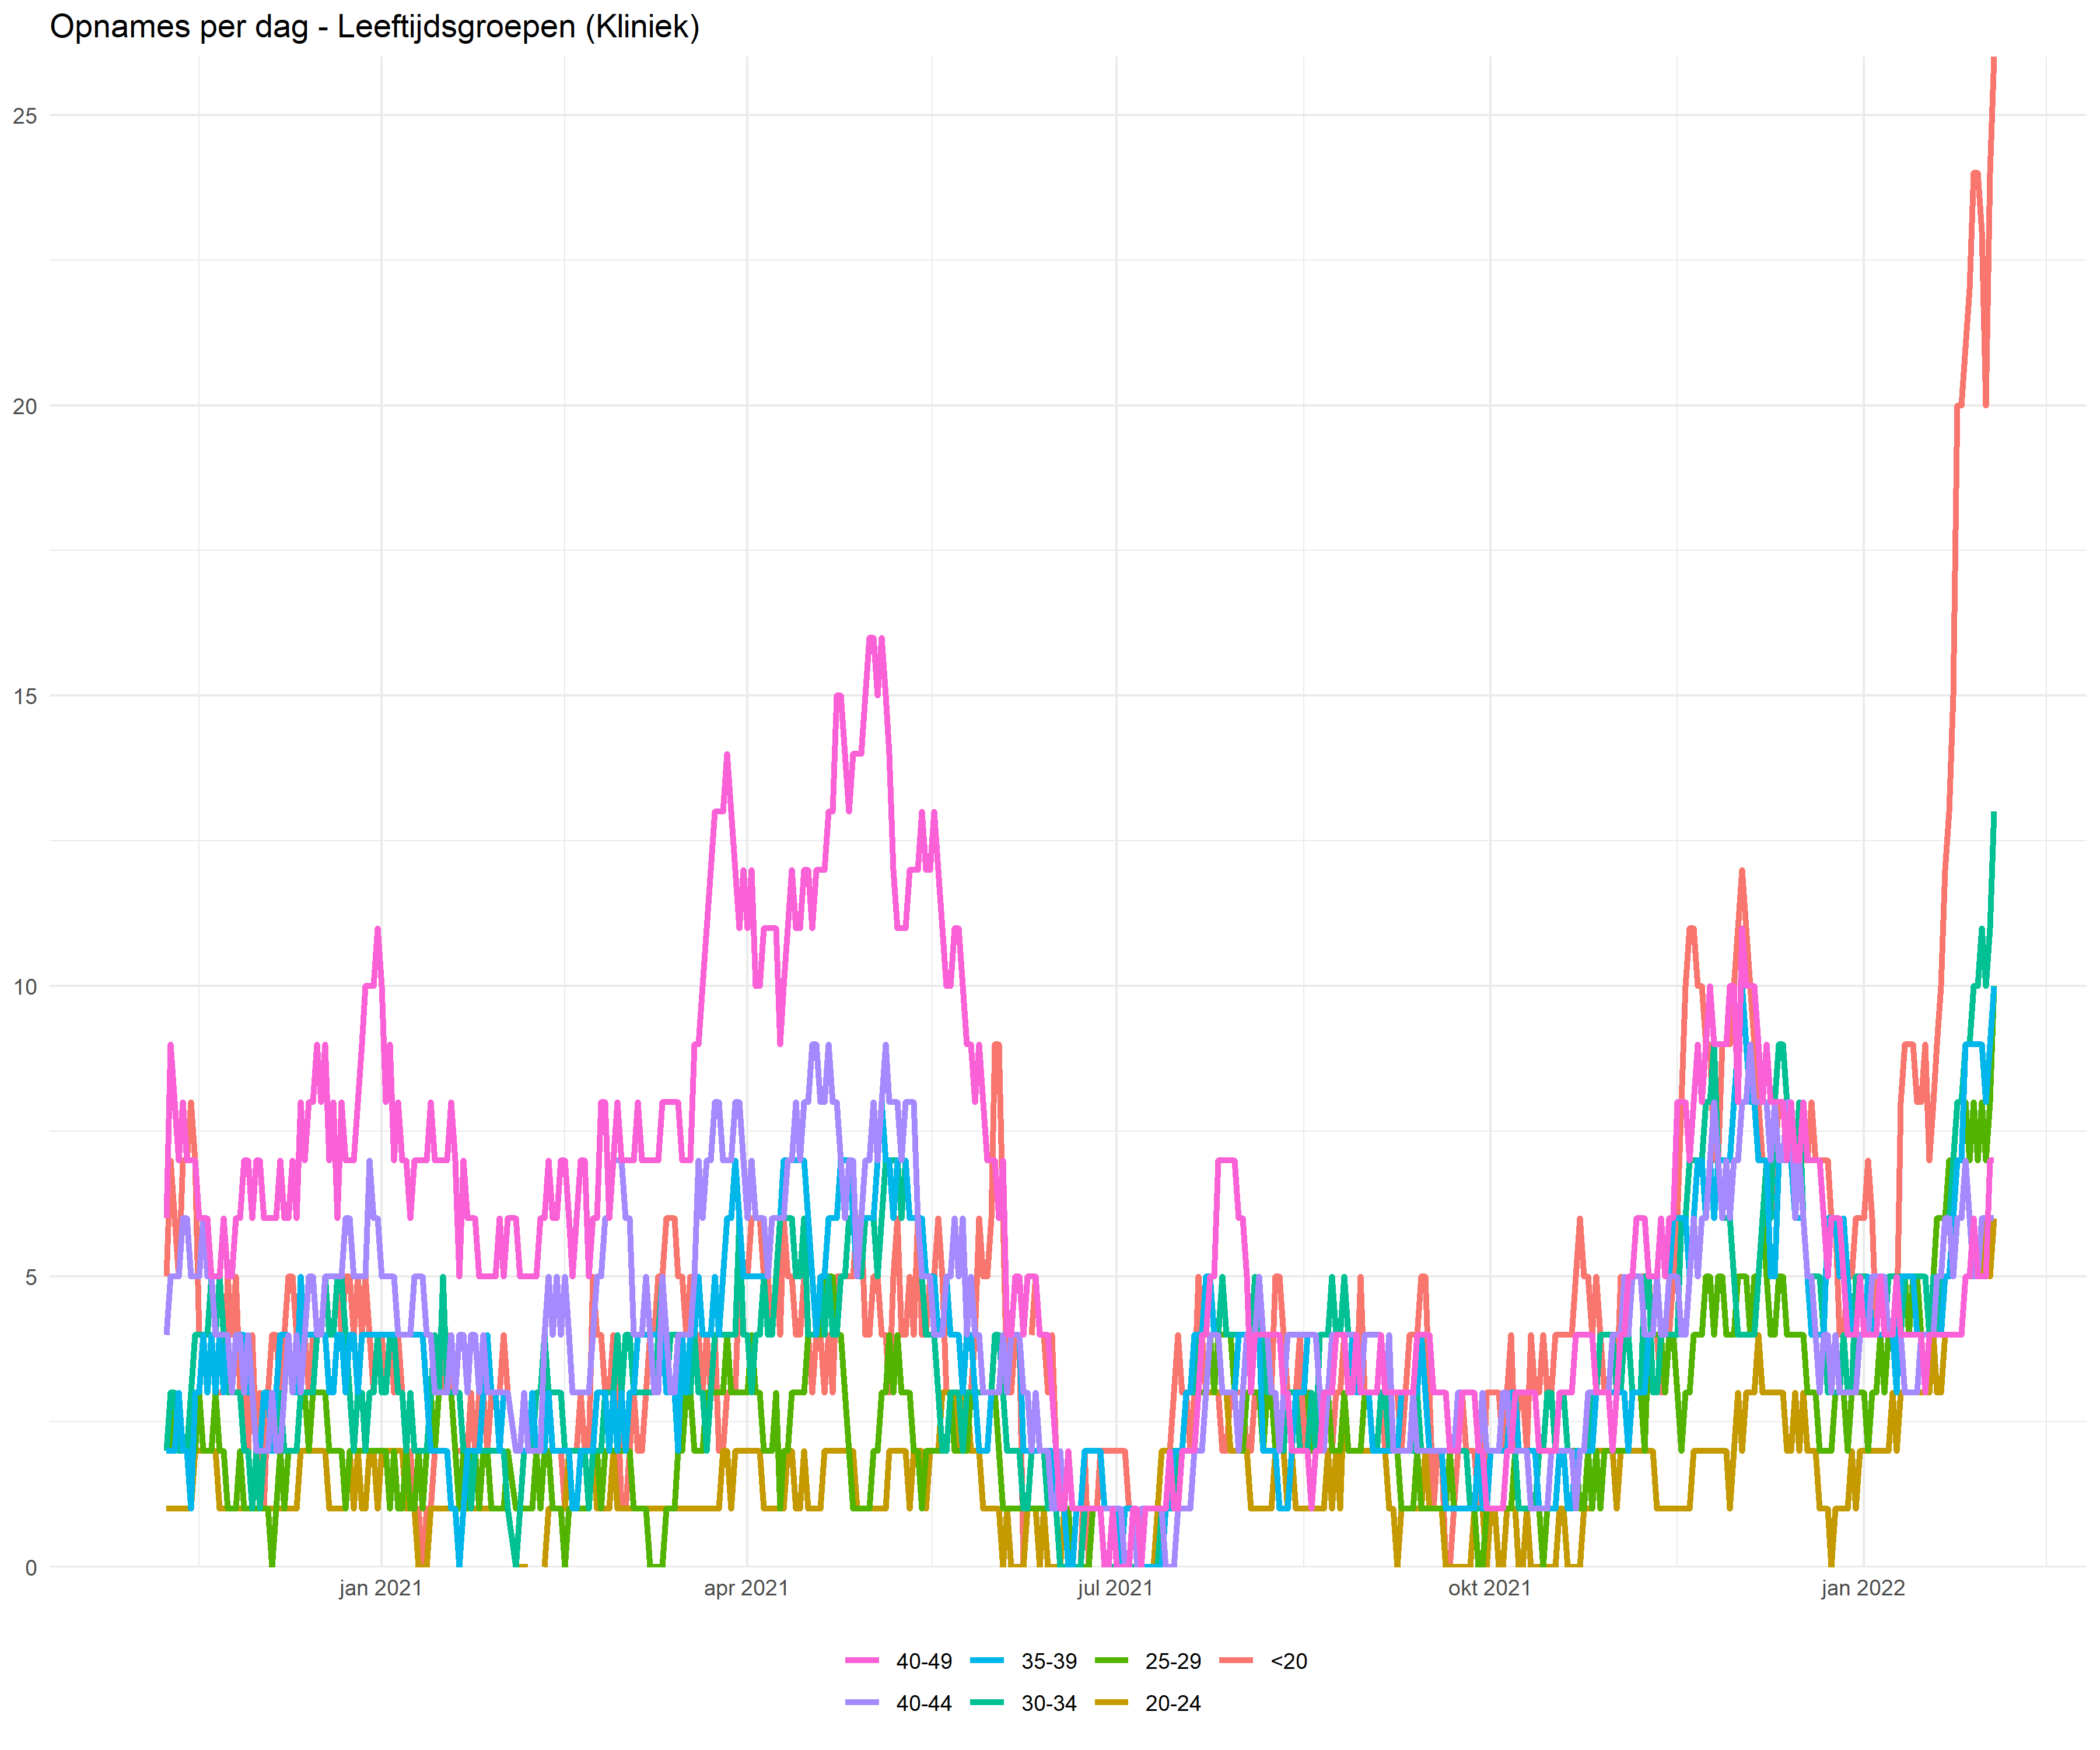 Opnames per dag - Leeftijdsgroepen (Kliniek)
25
20
15
10
5
0
jan 2021 apr 2021 jul 2021 okt 2021 jan 2022
40-49 35-39 25-29 <20
40-44 30-34 20-24